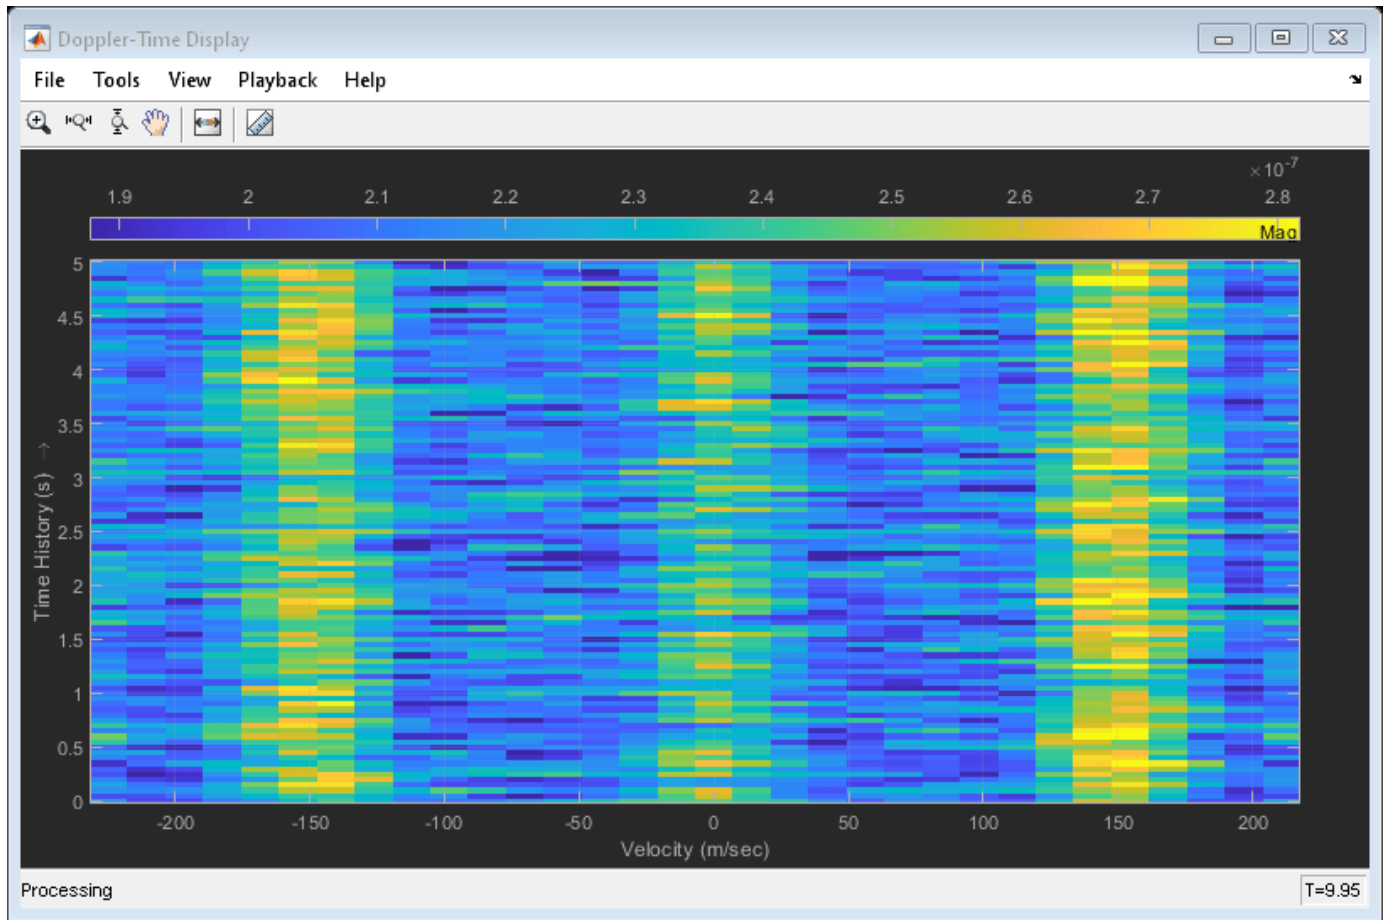 Doppler-Time Display
File Tools View Playback Help
×10-7
1.9 2 2.1 2.2 2.3 2.4 2.5 2.6 2.7 2.8
Mag
5
4.5
4
3.5
3
2.5
2
1.5
1
0.5
0
Time History (s) →
-200 -150 -100 -50 0 50 100 150 200
Velocity (m/sec)
Processing T=9.95